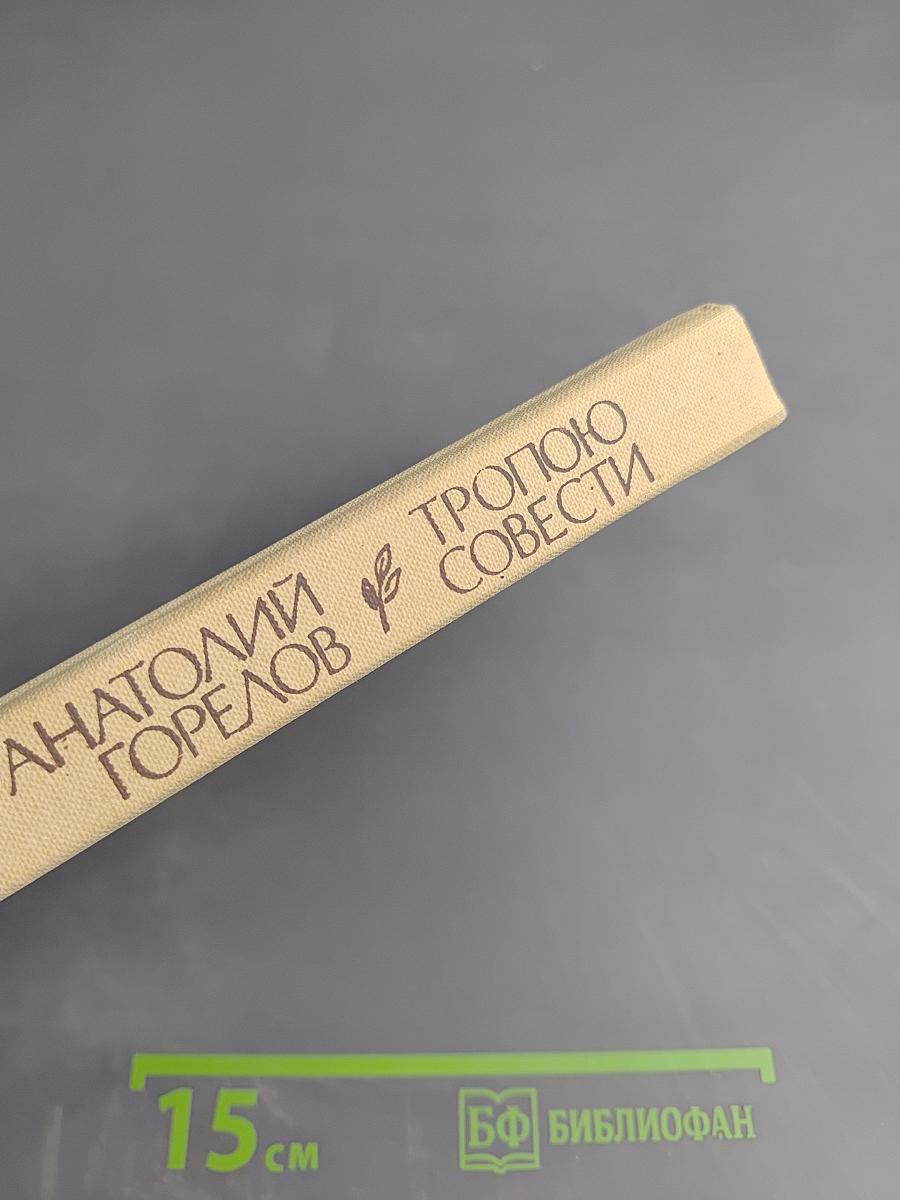 АНАТОЛИЙ
ГОРЕЛОВ
ТРОПОЮ
СОВЕСТИ
15 см
БФ БИБЛИОФАН